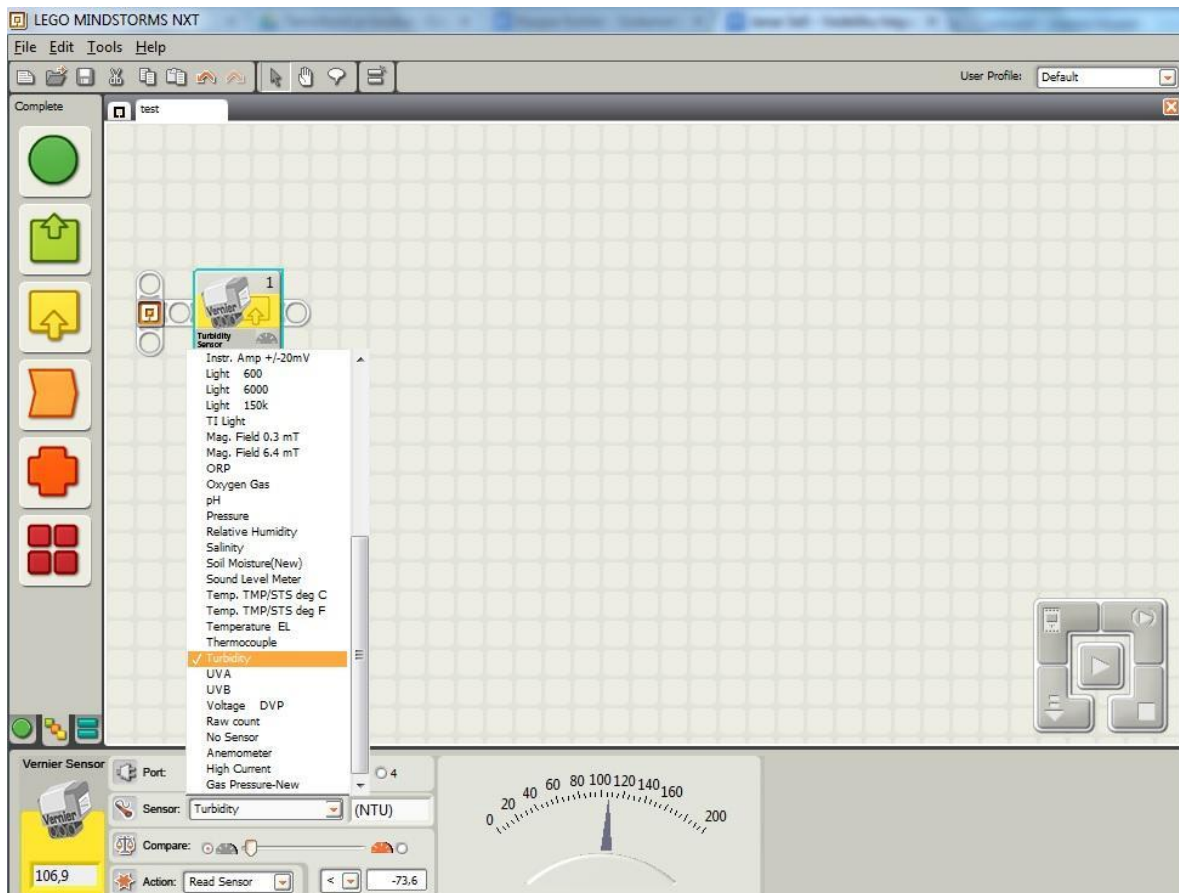 LEGO MINDSTORMS NXT
File Edit Tools Help
User Profile: Default
Complete
test
1
Vernier
Turbidity
Sensor
Instr. Amp +/-20mV
Light 600
Light 6000
Light 150k
TI Light
Mag. Field 0.3 mT
Mag. Field 6.4 mT
ORP
Oxygen Gas
pH
Pressure
Relative Humidity
Salinity
Soil Moisture(New)
Sound Level Meter
Temp. TMP/STS deg C
Temp. TMP/STS deg F
Temperature EL
Thermocouple
Turbidity
UVA
UVB
Voltage DVP
Raw count
No Sensor
Anemometer
High Current
Gas Pressure-New
Vernier Sensor
Vernier
106,9
Port: 4
Sensor: Turbidity (NTU)
Compare:
Action: Read Sensor < -73,6
0 20 40 60 80 100 120 140 160 200